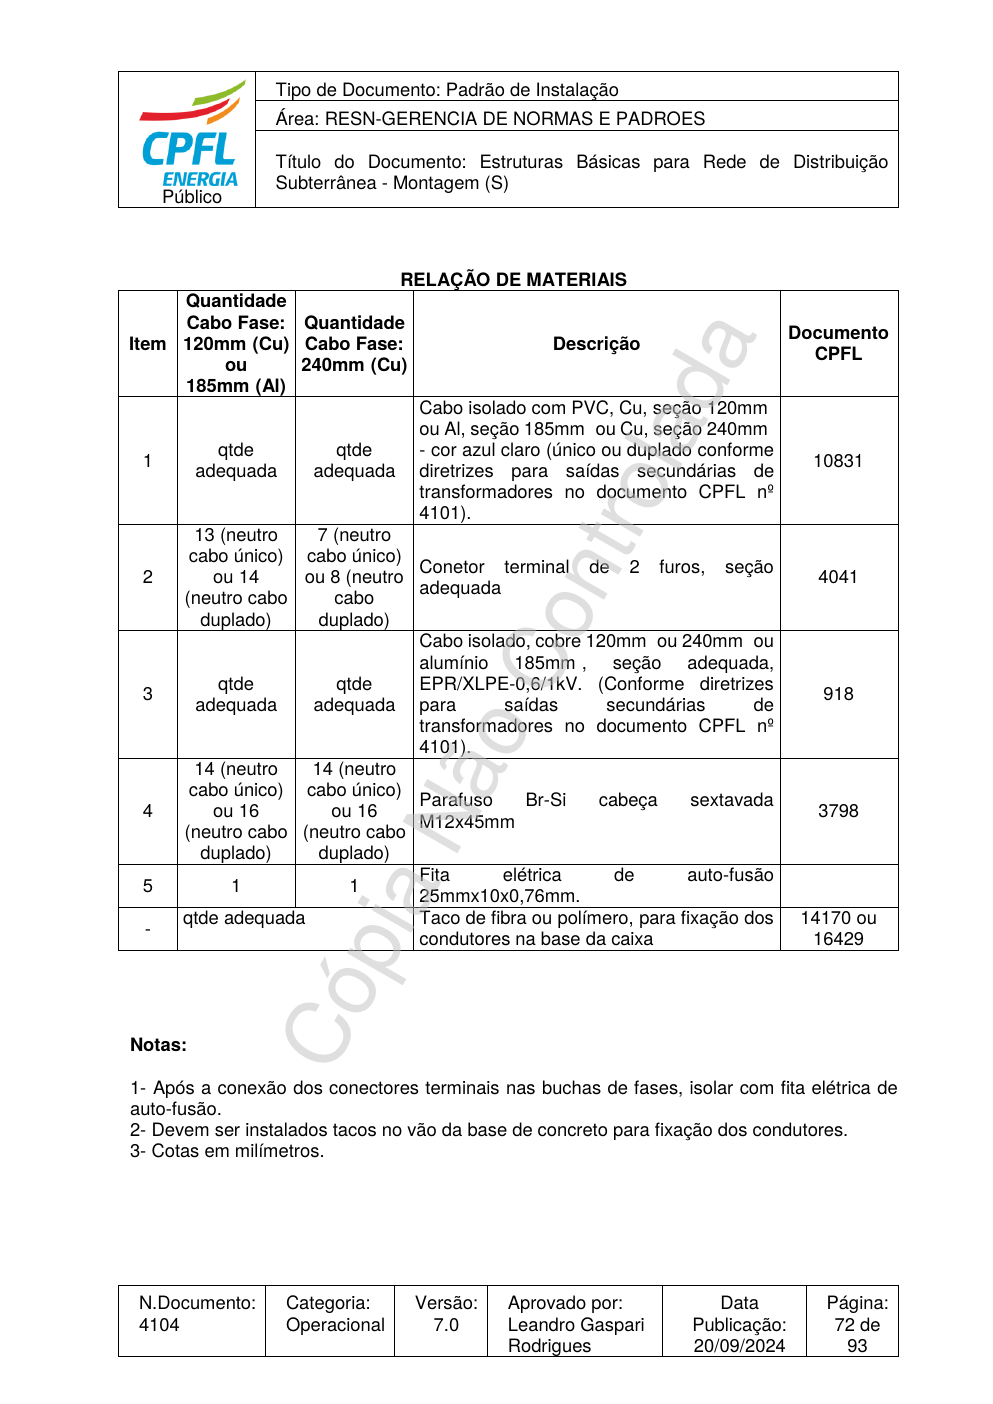 CPFL
ENERGIA
Público
Tipo de Documento: Padrão de Instalação
Área: RESN-GERENCIA DE NORMAS E PADROES
Título do Documento: Estruturas Básicas para Rede de Distribuição
Subterrânea - Montagem (S)
RELAÇÃO DE MATERIAIS
Item
Quantidade
Cabo Fase:
120mm (Cu)
ou
185mm (Al)
Quantidade
Cabo Fase:
240mm (Cu)
Descrição
Documento
CPFL
1
qtde
adequada
qtde
adequada
Cabo isolado com PVC, Cu, seção 120mm
ou Al, seção 185mm ou Cu, seção 240mm
- cor azul claro (único ou duplado conforme
diretrizes para saídas secundárias de
transformadores no documento CPFL nº
4101).
10831
2
13 (neutro
cabo único)
ou 14
(neutro cabo
duplado)
7 (neutro
cabo único)
ou 8 (neutro
cabo
duplado)
Conetor terminal de 2 furos, seção
adequada
4041
3
qtde
adequada
qtde
adequada
Cabo isolado, cobre 120mm ou 240mm ou
alumínio 185mm , seção adequada,
EPR/XLPE-0,6/1kV. (Conforme diretrizes
para saídas secundárias de
transformadores no documento CPFL nº
4101).
918
4
14 (neutro
cabo único)
ou 16
(neutro cabo
duplado)
14 (neutro
cabo único)
ou 16
(neutro cabo
duplado)
Parafuso Br-Si cabeça sextavada
M12x45mm
3798
5
1
1
Fita elétrica de auto-fusão
25mmx10x0,76mm.
-
qtde adequada
Taco de fibra ou polímero, para fixação dos
condutores na base da caixa
14170 ou
16429
Cópia Não Controlada
Notas:
1- Após a conexão dos conectores terminais nas buchas de fases, isolar com fita elétrica de
auto-fusão.
2- Devem ser instalados tacos no vão da base de concreto para fixação dos condutores.
3- Cotas em milímetros.
N.Documento:
4104
Categoria:
Operacional
Versão:
7.0
Aprovado por:
Leandro Gaspari
Rodrigues
Data
Publicação:
20/09/2024
Página:
72 de
93